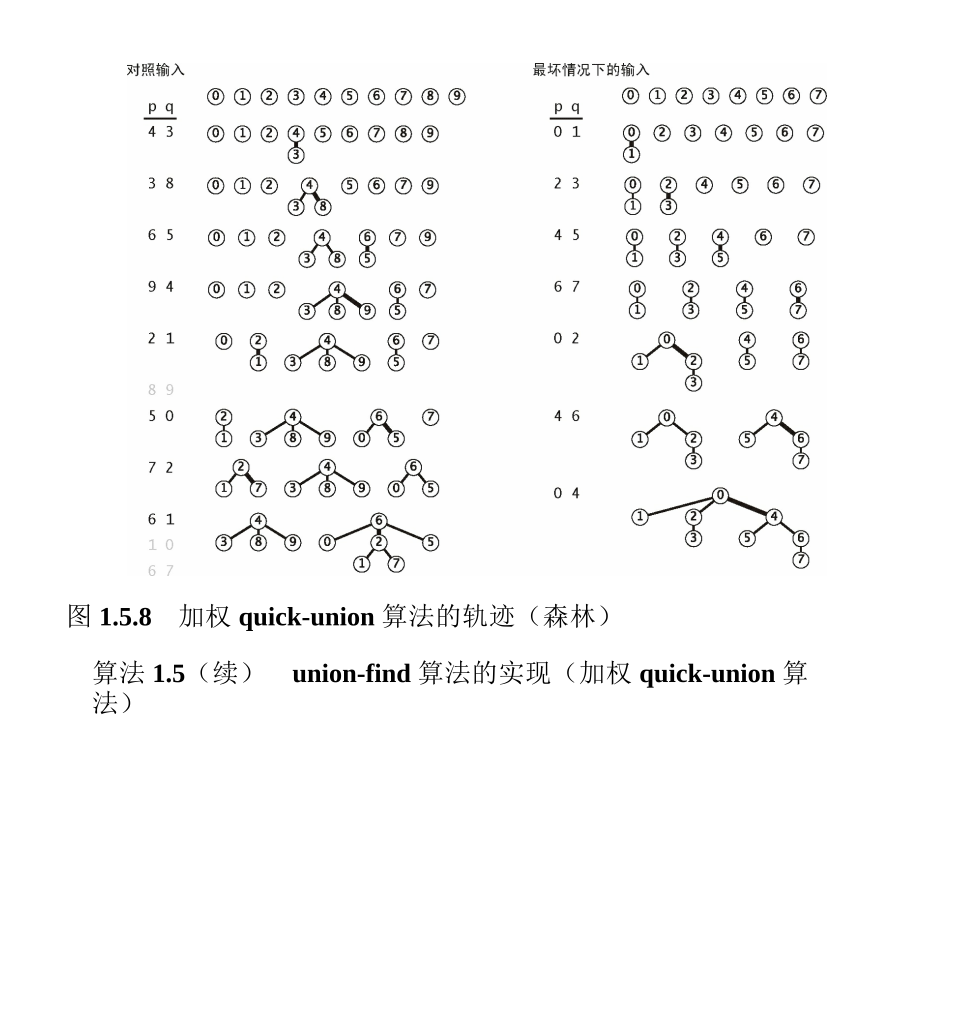 对照输入
p q
0 1 2 3 4 5 6 7 8 9
4 3
0 1 2 4 5 6 7 8 9
3
3 8
0 1 2 4 5 6 7 9
3 8
6 5
0 1 2 4 6 7 9
3 8 5
9 4
0 1 2 4 6 7
3 8 9 5
2 1
0 2 4 6 7
1 3 8 9 5
8 9
5 0
2 4 6 7
1 3 8 9 0 5
7 2
2 4 6
1 7 3 8 9 0 5
6 1
4 6
3 8 9 0 2 5
1 0
1 7
6 7
最坏情况下的输入
p q
0 1 2 3 4 5 6 7
0 1
0 2 3 4 5 6 7
1
2 3
0 2 4 5 6 7
1 3
4 5
0 2 4 6 7
1 3 5
6 7
0 2 4 6
1 3 5 7
0 2
0 4 6
1 2 5 7
3
4 6
0 4
1 2 5 6
3 7
0 4
0
1 2 4
3 5 6
7
图 1.5.8 加权 quick-union 算法的轨迹（森林）
算法 1.5（续） union-find 算法的实现（加权 quick-union 算
法）